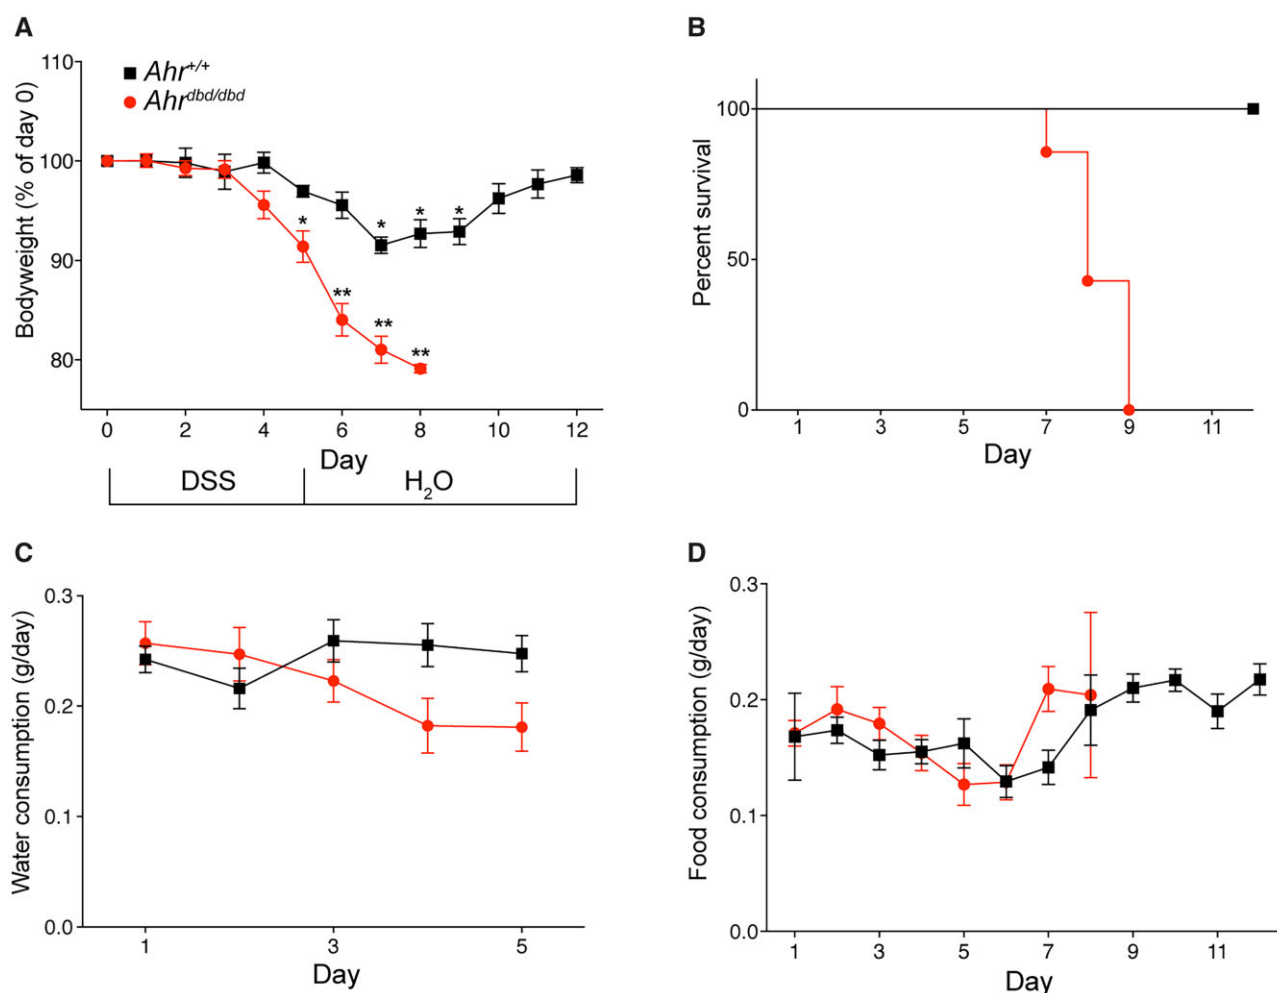 A
Bodyweight (% of day 0)
110
100
90
80
Ahr+/+
Ahrdbd/dbd
*
**
**
**
*
*
*
0 2 4 6 8 10 12
Day
DSS
H2O
B
Percent survival
100
50
0
1 3 5 7 9 11
Day
C
Water consumption (g/day)
0.3
0.2
0.1
0.0
1 3 5
Day
D
Food consumption (g/day)
0.3
0.2
0.1
0.0
1 3 5 7 9 11
Day